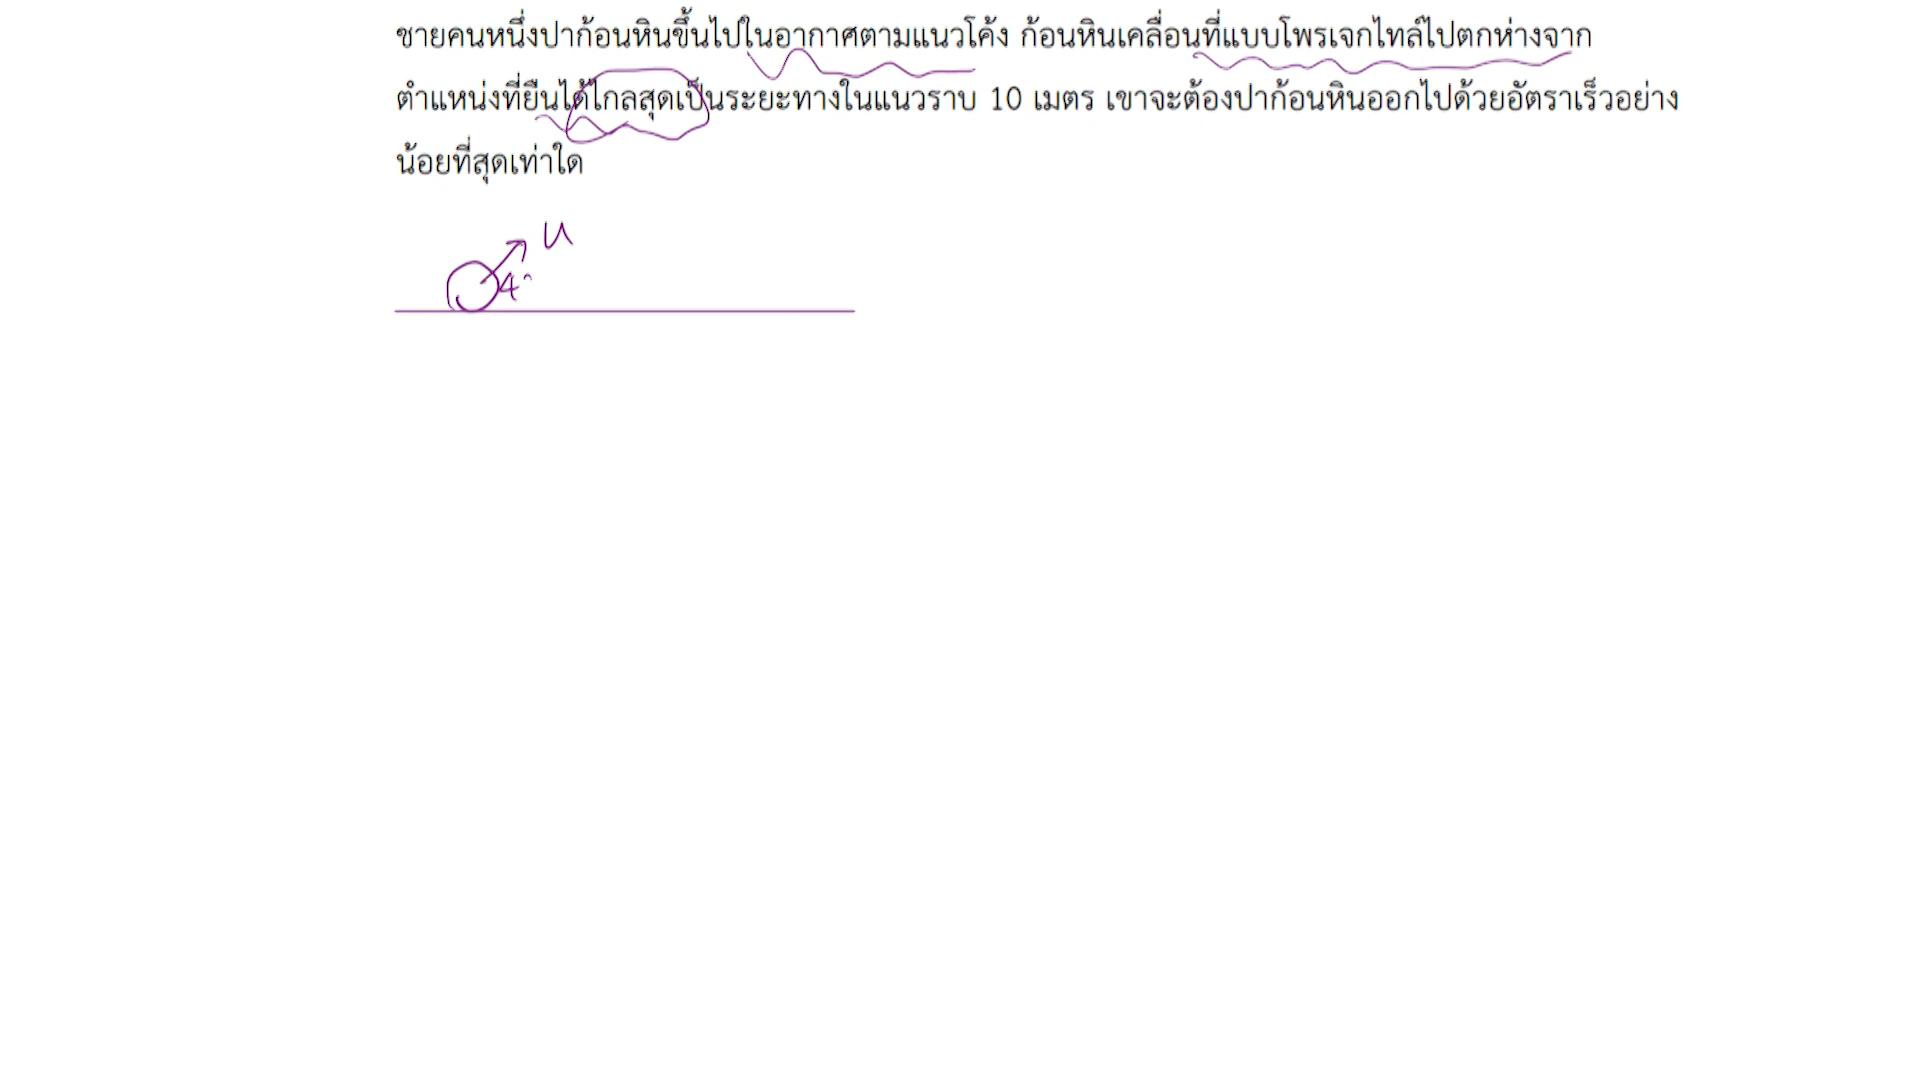 ชายคนหนึ่งปาก้อนหินขึ้นไปในอากาศตามแนวโค้ง ก้อนหินเคลื่อนที่แบบโพรเจกไทล์ไปตกห่างจาก
ตำแหน่งที่ยืนได้ไกลสุดเป็นระยะทางในแนวราบ 10 เมตร เขาจะต้องปาก้อนหินออกไปด้วยอัตราเร็วอย่าง
น้อยที่สุดเท่าใด
u
4